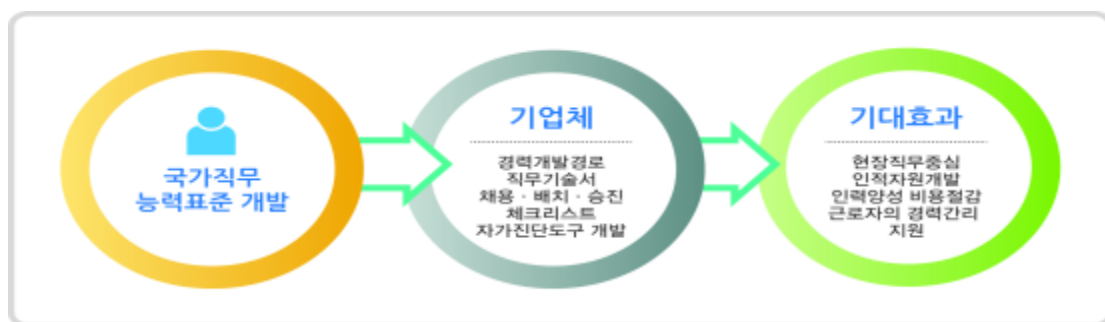 국가직무
능력표준 개발
기업체
경력개발경로
직무기술서
채용 · 배치 · 승진
체크리스트
자가진단도구 개발
기대효과
현장직무중심
인적자원개발
인력양성 비용절감
근로자의 경력간리
지원